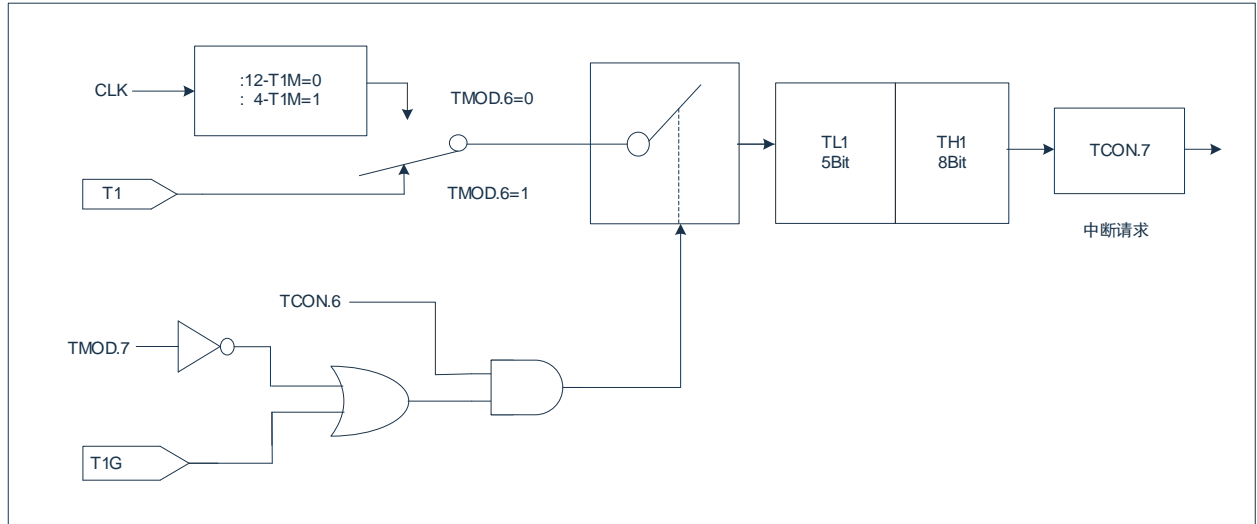 :12-T1M=0
: 4-T1M=1
CLK
TMOD.6=0
T1
TMOD.6=1
TL1
5Bit
TH1
8Bit
TCON.7
中断请求
TCON.6
TMOD.7
T1G